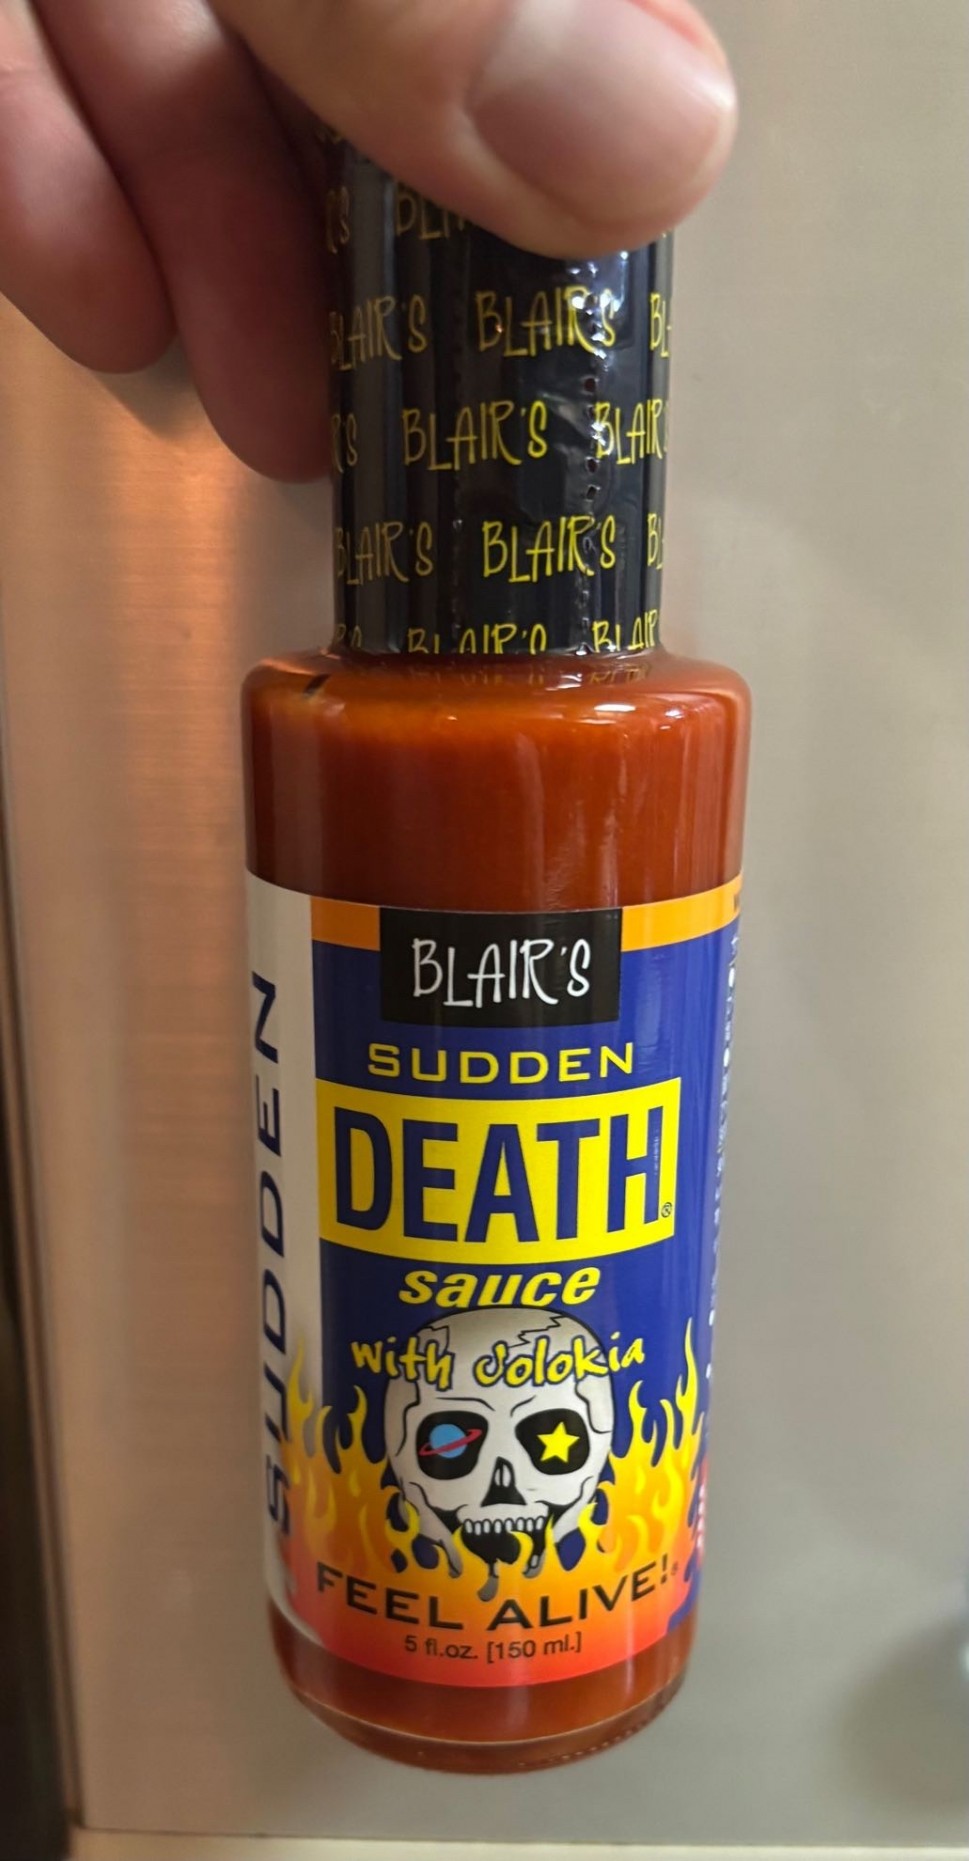 BLAIR'S BLAIR'S
BLAIR'S BLAIR'S
BLAIR'S BLAIR'S
BLAIR'S
BLAIR'S
SUDDEN
DEATH®
sauce
with Jolokia
FEEL ALIVE!®
5 fl.oz. [150 ml.]
SUDDEN